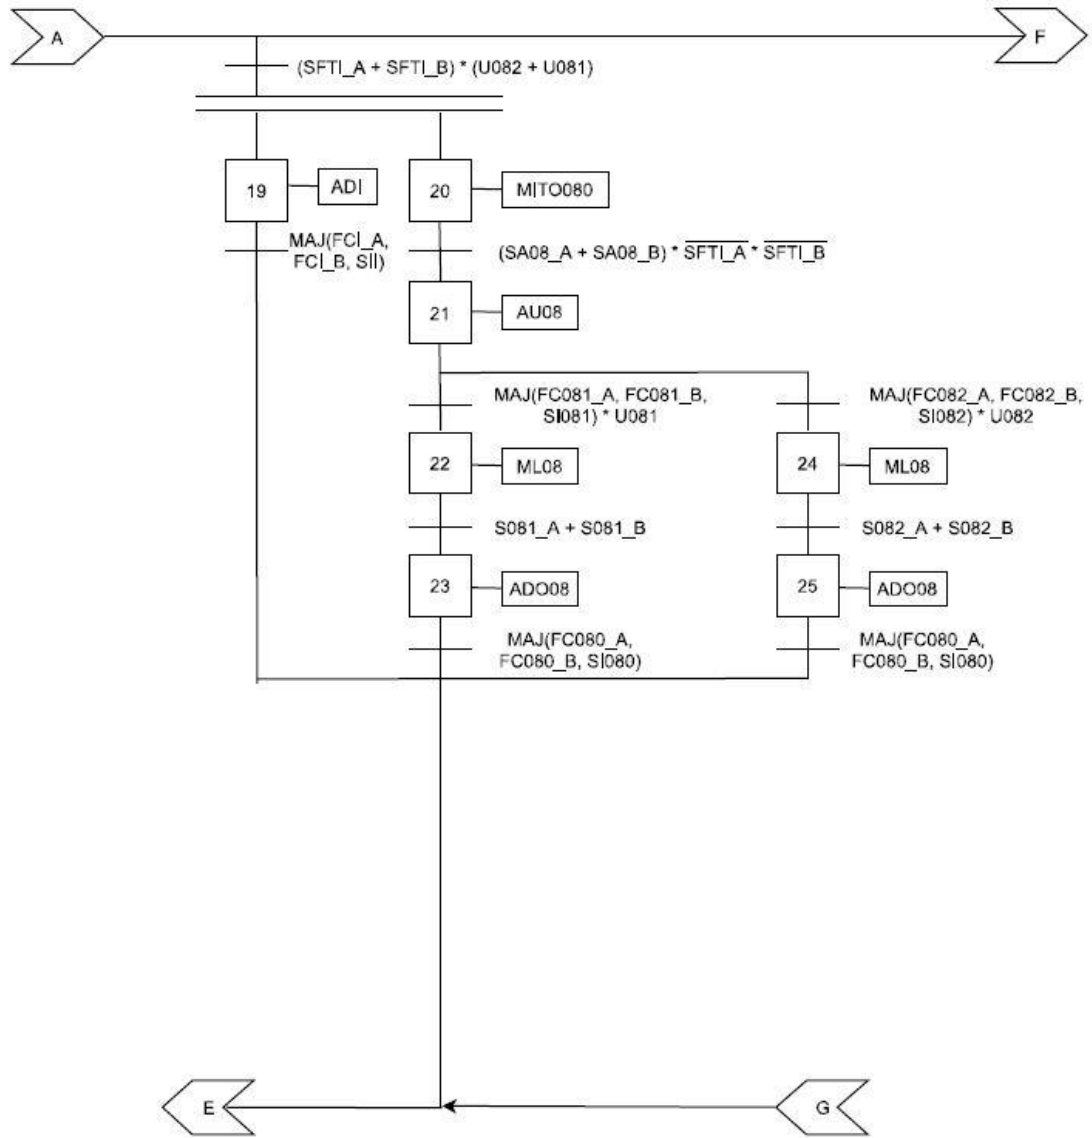 A
F
(SFTI_A + SFTI_B) * (U082 + U081)
19
ADI
20
MITO080
MAJ(FCI_A,
FCI_B, SII)
(SA08_A + SA08_B) * SFTI_A * SFTI_B
21
AU08
MAJ(FC081_A, FC081_B,
SI081) * U081
MAJ(FC082_A, FC082_B,
SI082) * U082
22
ML08
24
ML08
S081_A + S081_B
S082_A + S082_B
23
ADO08
25
ADO08
MAJ(FC080_A,
FC080_B, SI080)
MAJ(FC080_A,
FC080_B, SI080)
E
G